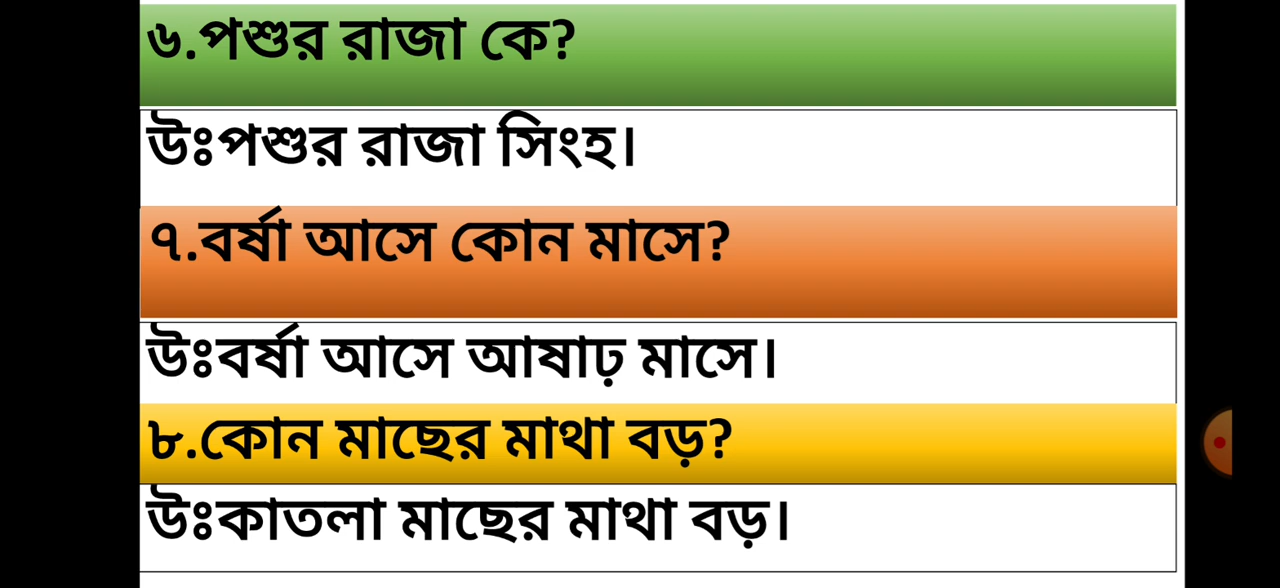 ৬.পশুর রাজা কে?
উঃপশুর রাজা সিংহ।
৭.বর্ষা আসে কোন মাসে?
উঃবর্ষা আসে আষাঢ় মাসে।
৮.কোন মাছের মাথা বড়?
উঃকাতলা মাছের মাথা বড়।